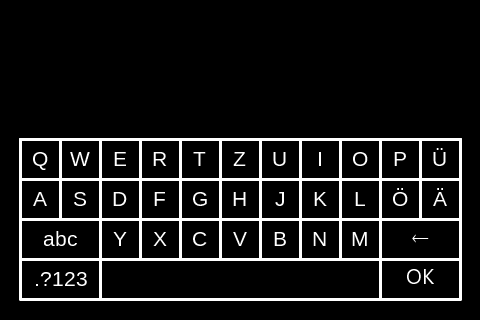 Q W E R T Z U I O P Ü
A S D F G H J K L Ö Ä
abc Y X C V B N M ←
.?123 OK